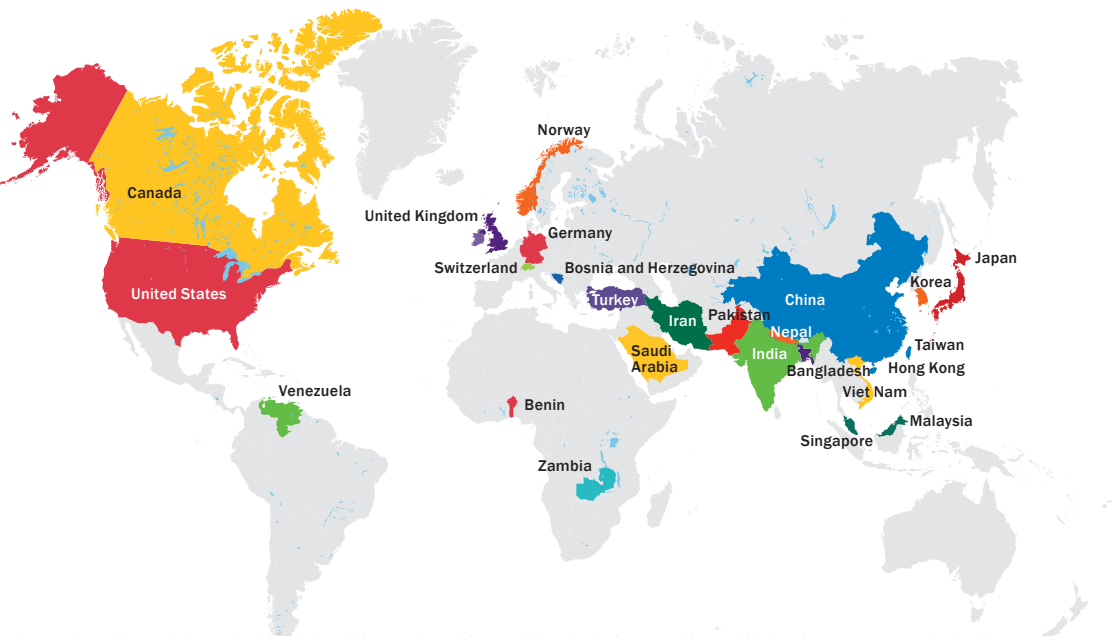 Norway
Canada
United Kingdom
Germany
Switzerland
Bosnia and Herzegovina
Japan
Korea
United States
Turkey
China
Iran
Pakistan
Nepal
Taiwan
India
Saudi
Arabia
Hong Kong
Bangladesh
Venezuela
Viet Nam
Benin
Malaysia
Singapore
Zambia